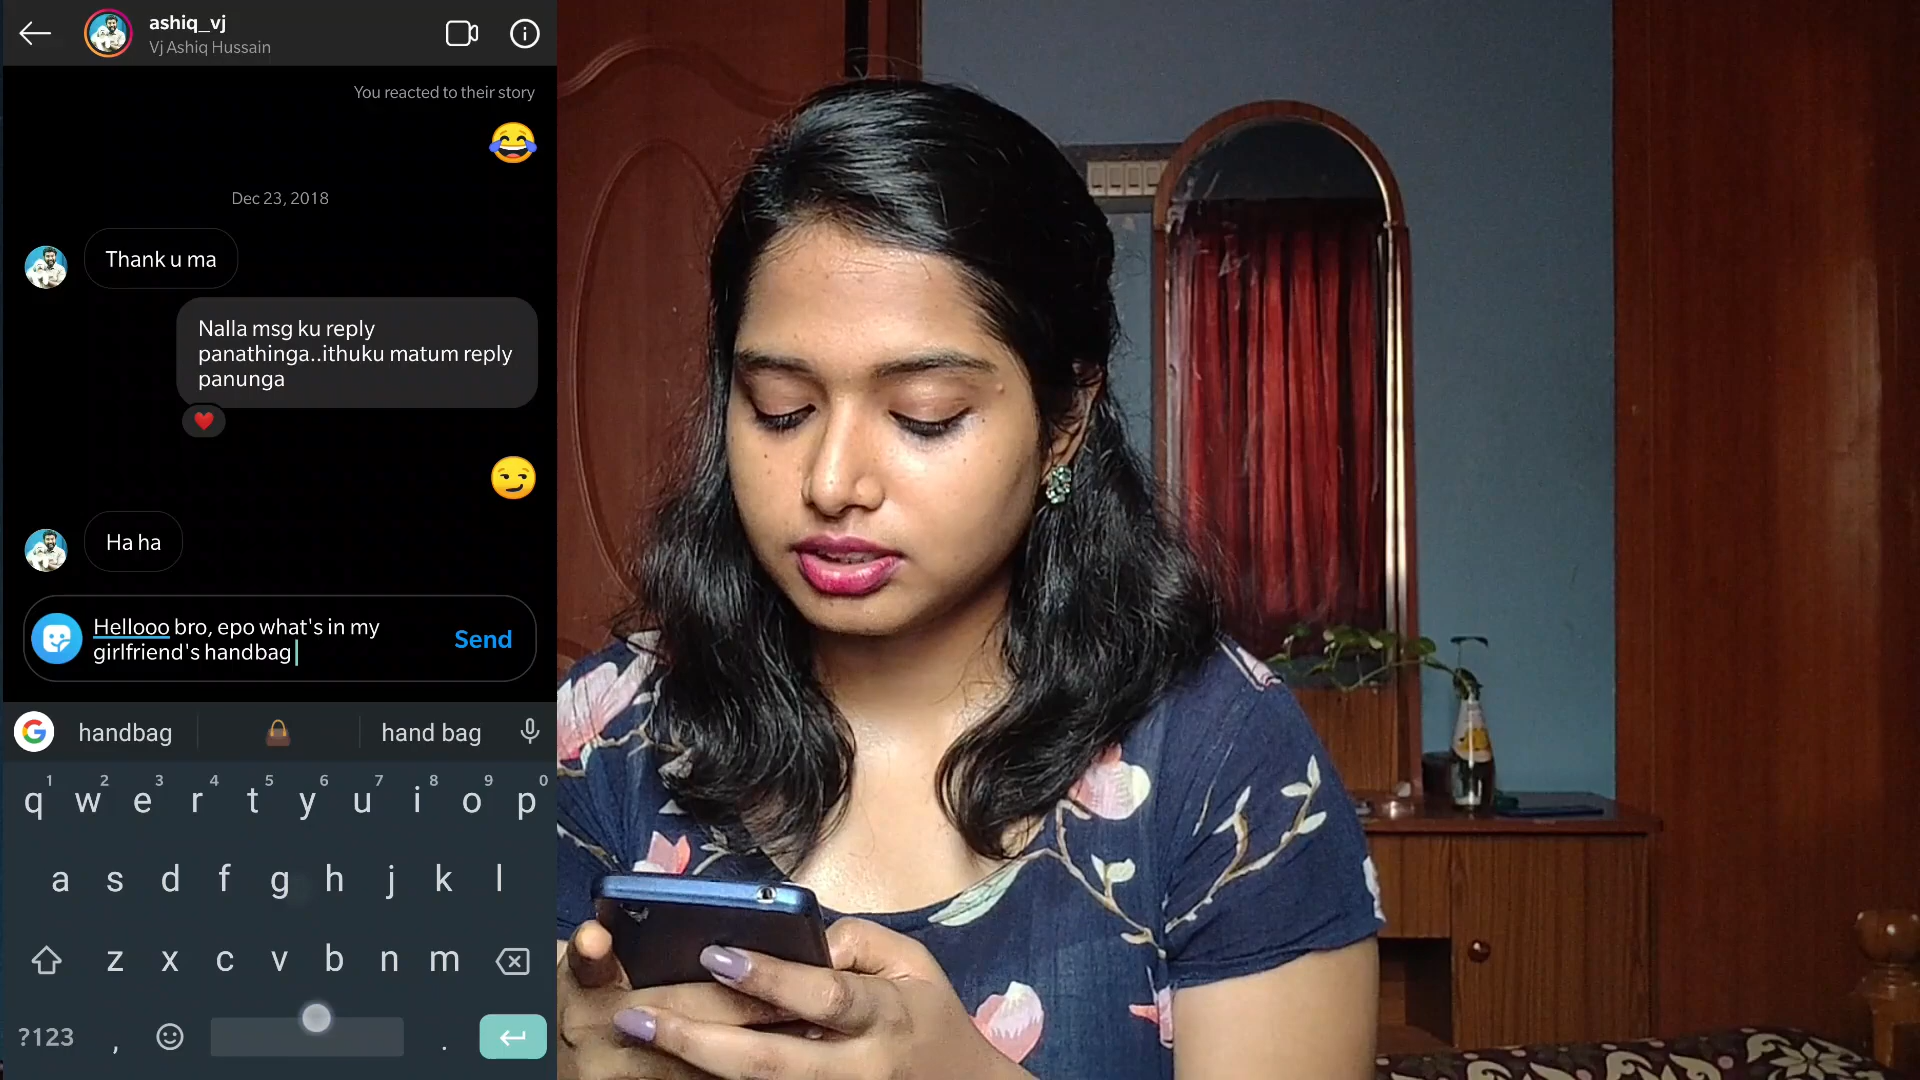 ashiq_vj
Vj Ashiq Hussain
You reacted to their story
Dec 23, 2018
Thank u ma
Nalla msg ku reply
panathinga..ithuku matum reply
panunga
Ha ha
Hellooo bro, epo what's in my
girlfriend's handbag
Send
handbag
hand bag
1 2 3 4 5 6 7 8 9 0
q w e r t y u i o p
a s d f g h j k l
z x c v b n m
?123 , .